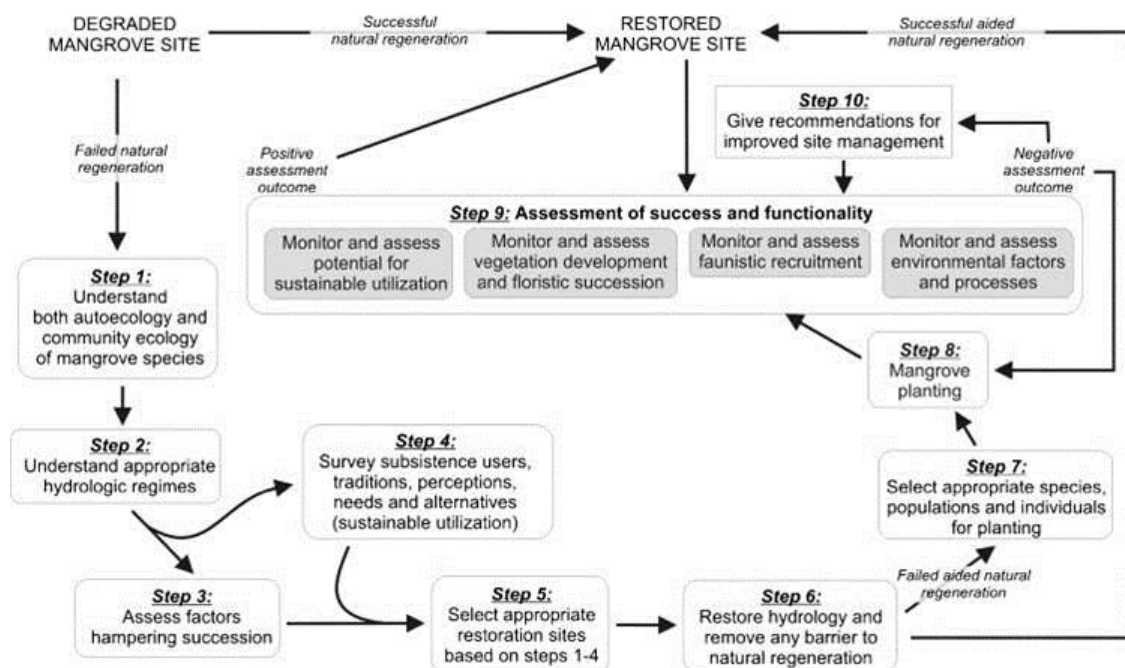 DEGRADED
MANGROVE SITE
Successful
natural regeneration
RESTORED
MANGROVE SITE
Successful aided
natural regeneration
Failed natural
regeneration
Positive
assessment
outcome
Step 10:
Give recommendations for
improved site management
Negative
assessment
outcome
Step 9: Assessment of success and functionality
Monitor and assess
potential for
sustainable utilization
Monitor and assess
vegetation development
and floristic succession
Monitor and assess
faunistic recruitment
Monitor and assess
environmental factors
and processes
Step 1:
Understand
both autoecology and
community ecology
of mangrove species
Step 2:
Understand appropriate
hydrologic regimes
Step 3:
Assess factors
hampering succession
Step 4:
Survey subsistence users,
traditions, perceptions,
needs and alternatives
(sustainable utilization)
Step 5:
Select appropriate
restoration sites
based on steps 1-4
Step 6:
Restore hydrology and
remove any barrier to
natural regeneration
Failed aided natural
regeneration
Step 7:
Select appropriate species,
populations and individuals
for planting
Step 8:
Mangrove
planting